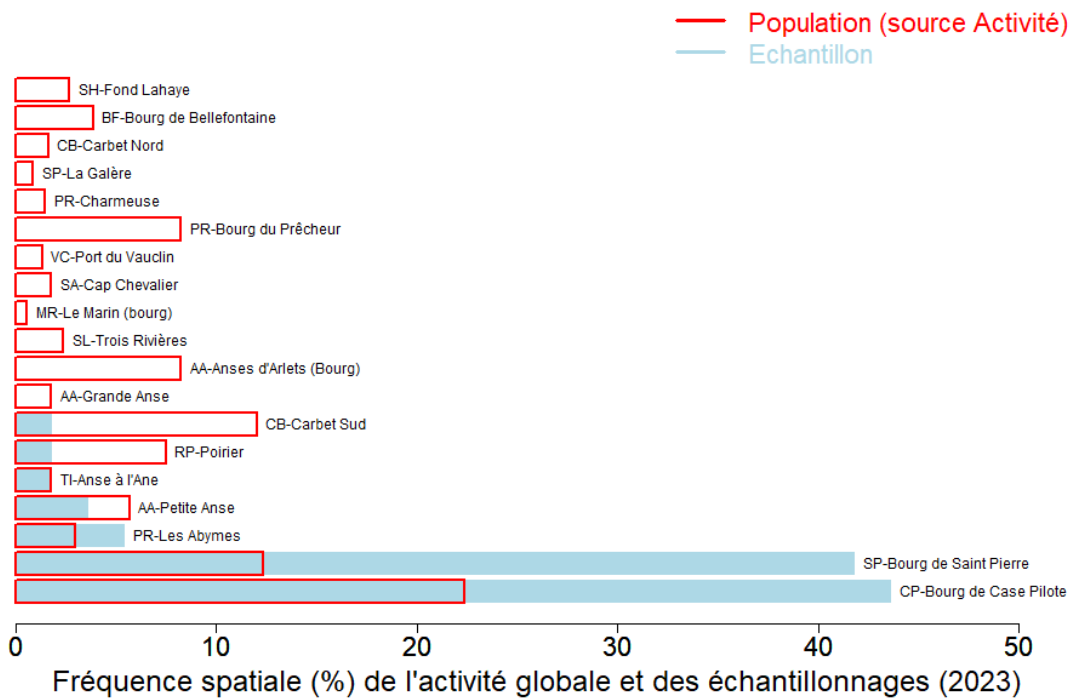 Population (source Activité)
Echantillon
SH-Fond Lahaye
BF-Bourg de Bellefontaine
CB-Carbet Nord
SP-La Galère
PR-Charmeuse
PR-Bourg du Prêcheur
VC-Port du Vauclin
SA-Cap Chevalier
MR-Le Marin (bourg)
SL-Trois Rivières
AA-Anses d'Arlets (Bourg)
AA-Grande Anse
CB-Carbet Sud
RP-Poirier
TI-Anse à l'Ane
AA-Petite Anse
PR-Les Abymes
SP-Bourg de Saint Pierre
CP-Bourg de Case Pilote
0 10 20 30 40 50
Fréquence spatiale (%) de l'activité globale et des échantillonnages (2023)